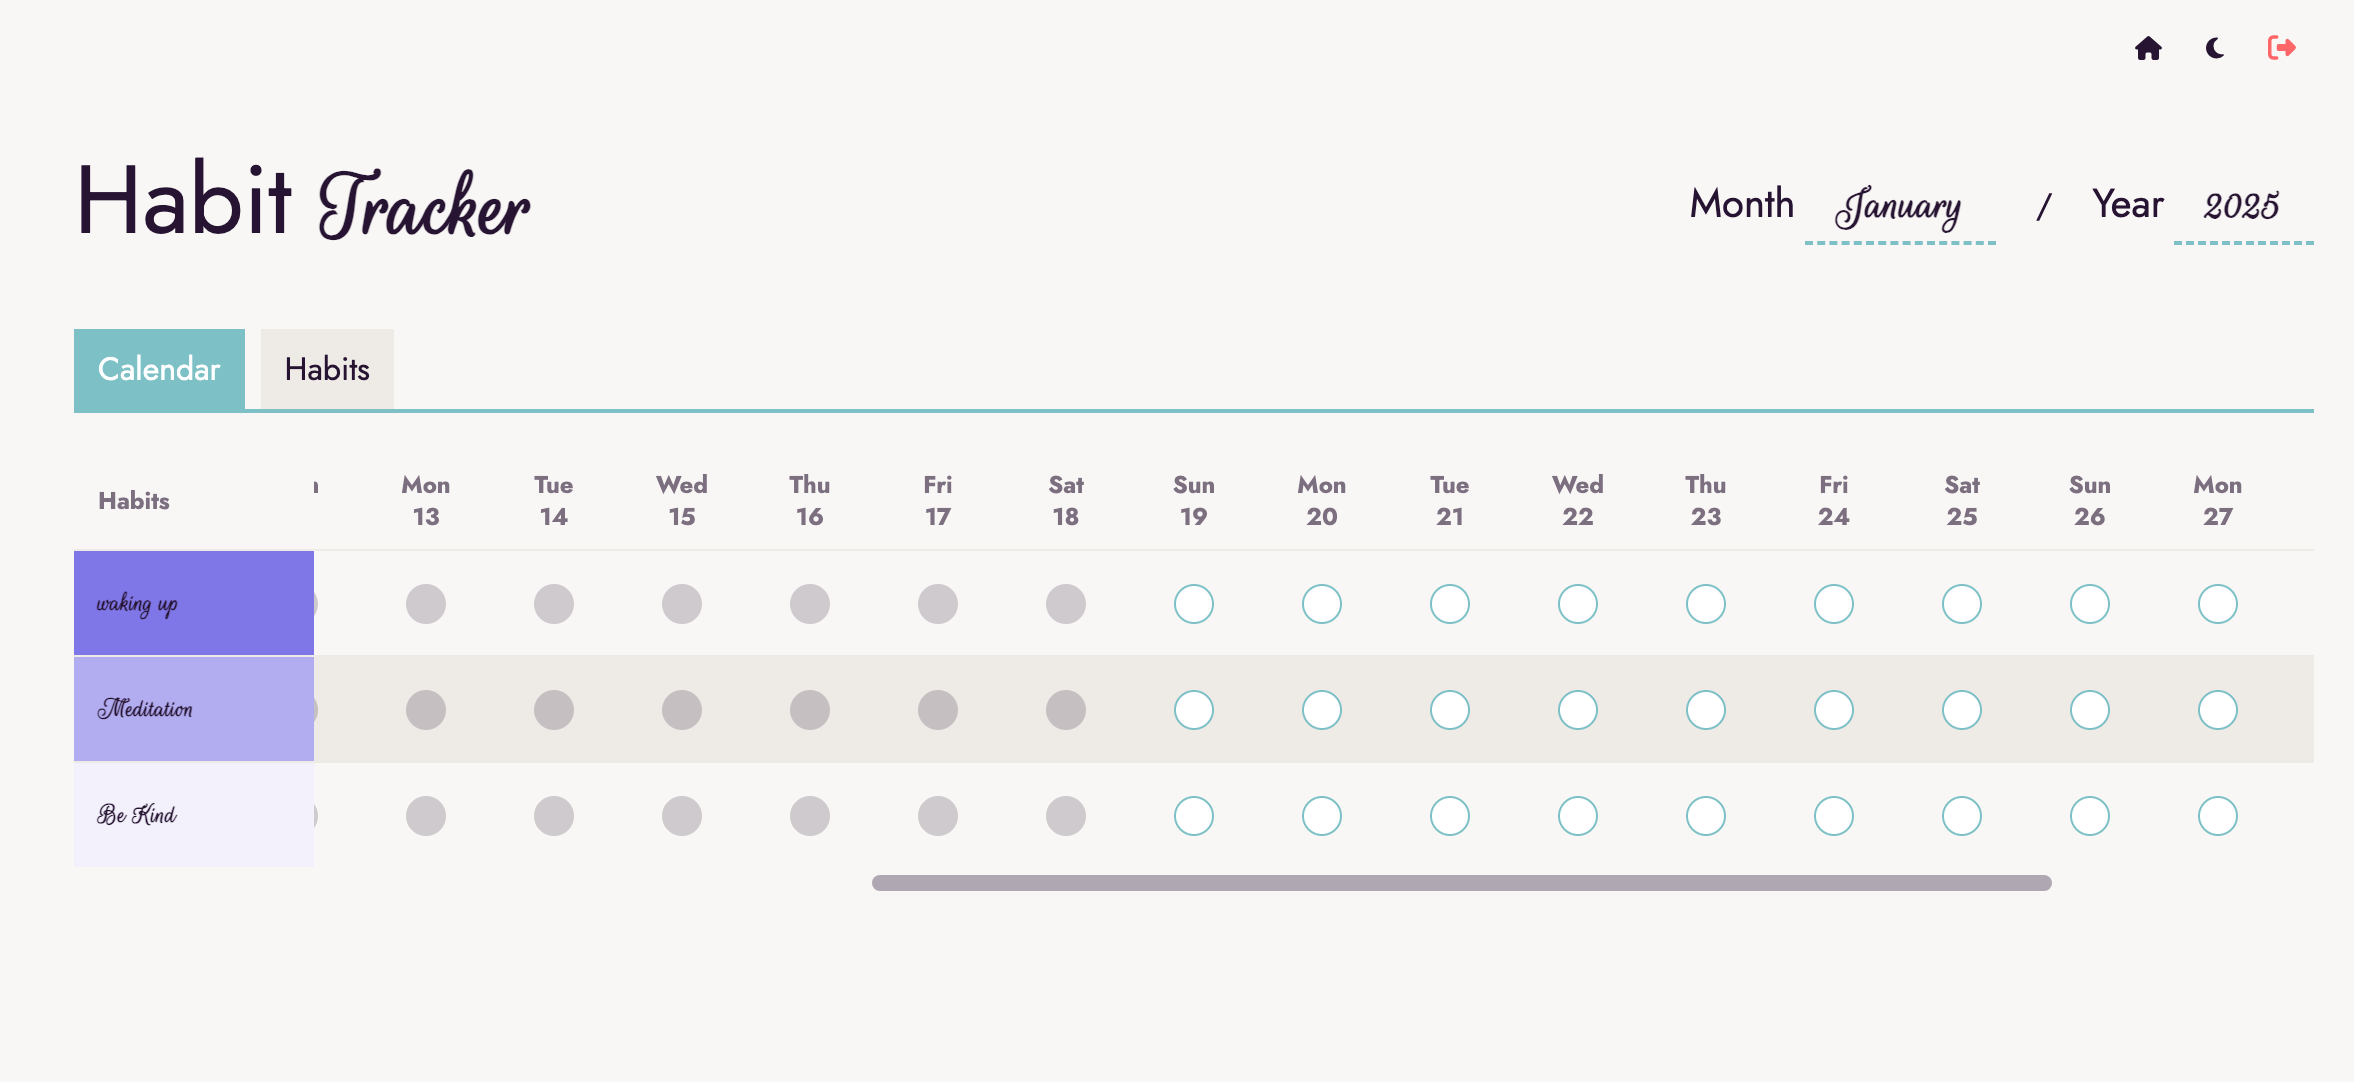 Habit Tracker
Month January / Year 2025
Calendar Habits
Habits Mon Tue Wed Thu Fri Sat Sun Mon Tue Wed Thu Fri Sat Sun Mon
13 14 15 16 17 18 19 20 21 22 23 24 25 26 27
waking up
Meditation
Be Kind